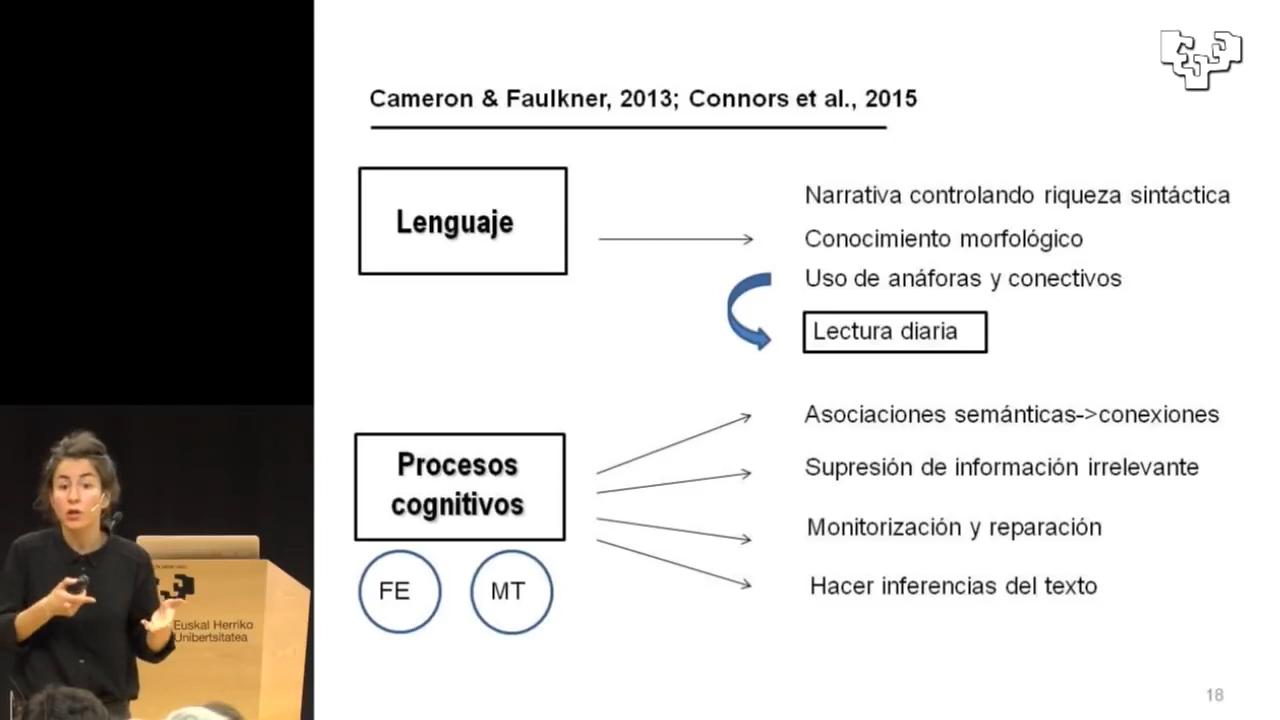 Cameron & Faulkner, 2013; Connors et al., 2015
Lenguaje
Narrativa controlando riqueza sintáctica
Conocimiento morfológico
Uso de anáforas y conectivos
Lectura diaria
Procesos
cognitivos
FE
MT
Asociaciones semánticas->conexiones
Supresión de información irrelevante
Monitorización y reparación
Hacer inferencias del texto
Euskal Herriko
Unibertsitatea
18